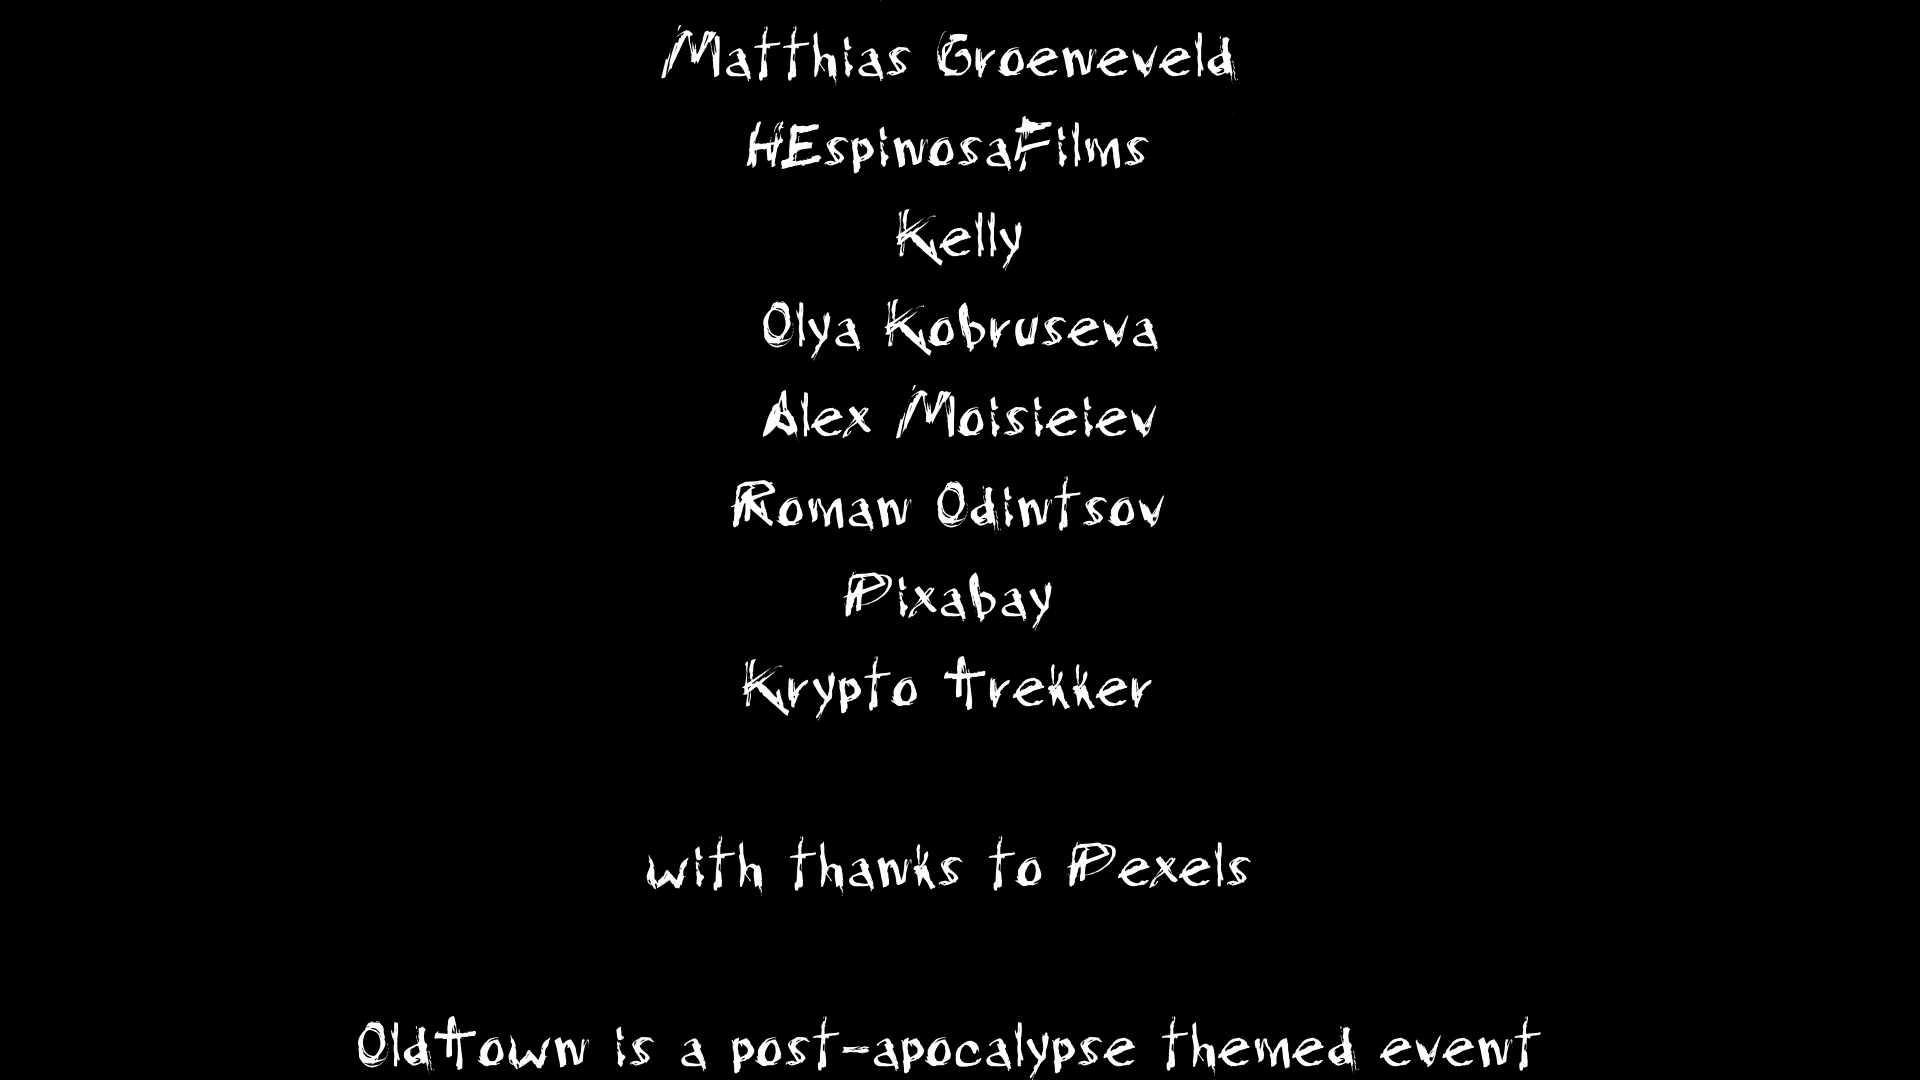 Matthias Groeneveld
HEspinosaFilms
Kelly
Olya Kobruseva
Alex Moisieiev
Roman Odintsov
Pixabay
Krypto Trekker
with thanks to Pexels
OldTown is a post-apocalypse themed event